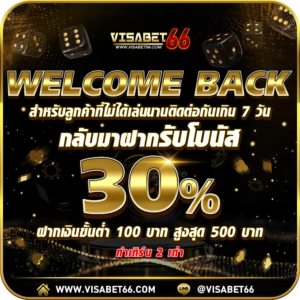 VISABET66
WWW.VISABET66.COM
WELCOME BACK
สำหรับลูกค้าที่ไม่ได้เล่นนานติดต่อกันเกิน 7 วัน
กลับมาฝากรับโบนัส
30%
ฝากเงินขั้นต่ำ 100 บาท สูงสุด 500 บาท
ทำเทิร์น 2 เท่า
WWW.VISABET66.COM
LINE @VISABET66